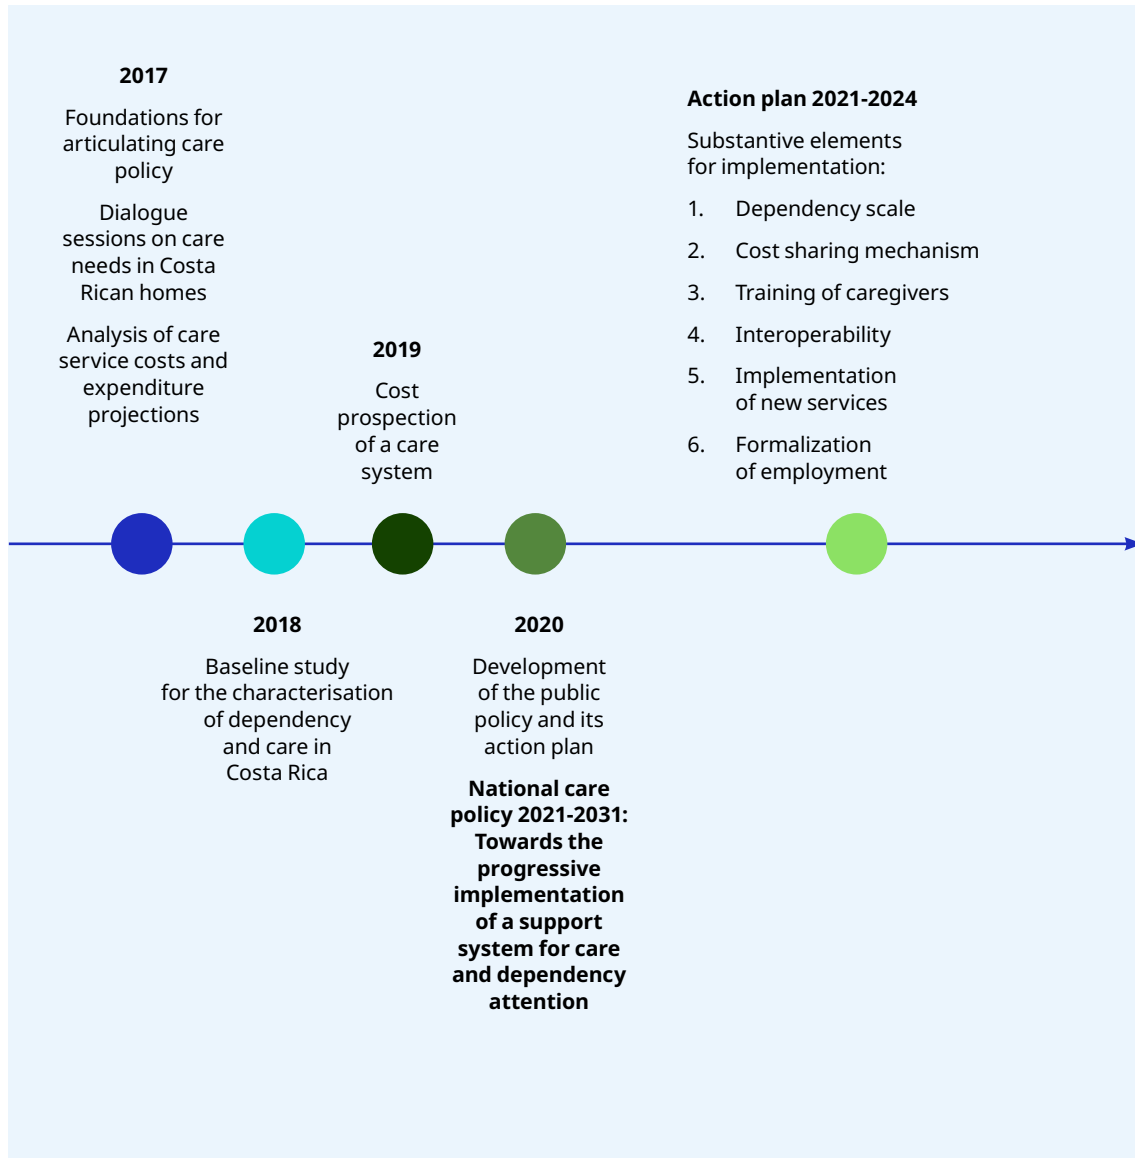 2017
Foundations for
articulating care
policy
Dialogue
sessions on care
needs in Costa
Rican homes
Analysis of care
service costs and
expenditure
projections
2018
Baseline study
for the characterisation
of dependency
and care in
Costa Rica
2019
Cost
prospection
of a care
system
2020
Development
of the public
policy and its
action plan
National care
policy 2021-2031:
Towards the
progressive
implementation
of a support
system for care
and dependency
attention
Action plan 2021-2024
Substantive elements
for implementation:
1. Dependency scale
2. Cost sharing mechanism
3. Training of caregivers
4. Interoperability
5. Implementation
of new services
6. Formalization
of employment